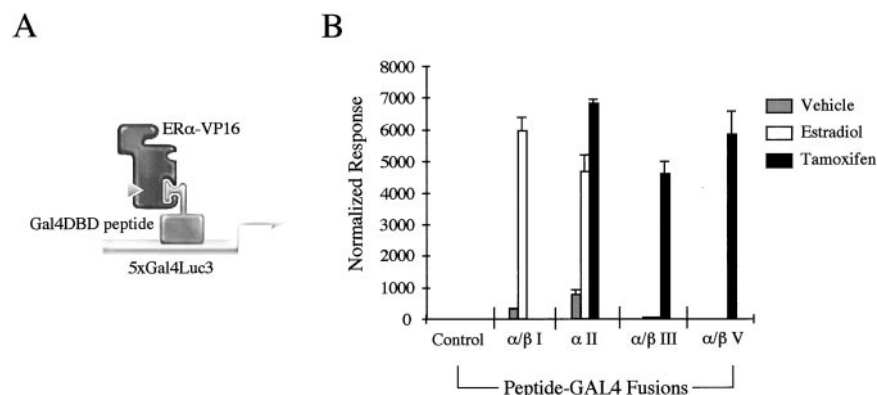 A
ERα-VP16
Gal4DBD peptide
5xGal4Luc3
B
Normalized Response
8000
7000
6000
5000
4000
3000
2000
1000
0
Control
α/β I
α II
α/β III
α/β V
Peptide-GAL4 Fusions
Vehicle
Estradiol
Tamoxifen